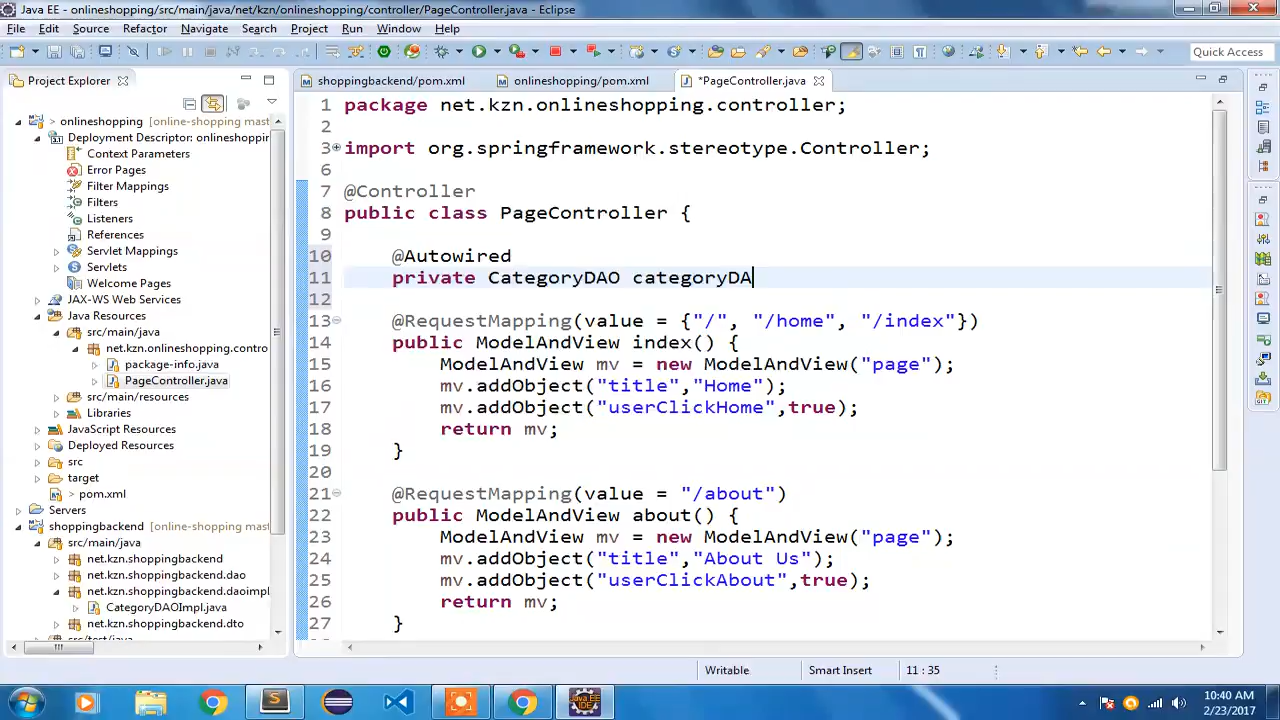 Java EE - onlineshopping/src/main/java/net/kzn/onlineshopping/controller/PageController.java - Eclipse
File Edit Source Refactor Navigate Search Project Run Window Help
Quick Access
Project Explorer
shoppingbackend/pom.xml
onlineshopping/pom.xml
*PageController.java
> onlineshopping [online-shopping mast
Deployment Descriptor: onlineshoppin
Context Parameters
Error Pages
Filter Mappings
Filters
Listeners
References
Servlet Mappings
Servlets
Welcome Pages
JAX-WS Web Services
Java Resources
src/main/java
net.kzn.onlineshopping.contro
package-info.java
PageController.java
src/main/resources
Libraries
JavaScript Resources
Deployed Resources
src
target
> pom.xml
Servers
shoppingbackend [online-shopping mast
src/main/java
net.kzn.shoppingbackend
net.kzn.shoppingbackend.dao
net.kzn.shoppingbackend.daoimpl
CategoryDAOImpl.java
net.kzn.shoppingbackend.dto
src/test/java
1 package net.kzn.onlineshopping.controller;
2
3 import org.springframework.stereotype.Controller;
6
7 @Controller
8 public class PageController {
9
10 @Autowired
11 private CategoryDAO categoryDA
12
13 @RequestMapping(value = {"/", "/home", "/index"})
14 public ModelAndView index() {
15 ModelAndView mv = new ModelAndView("page");
16 mv.addObject("title","Home");
17 mv.addObject("userClickHome",true);
18 return mv;
19 }
20
21 @RequestMapping(value = "/about")
22 public ModelAndView about() {
23 ModelAndView mv = new ModelAndView("page");
24 mv.addObject("title","About Us");
25 mv.addObject("userClickAbout",true);
26 return mv;
27 }
Writable
Smart Insert
11 : 35
10:40 AM
2/23/2017